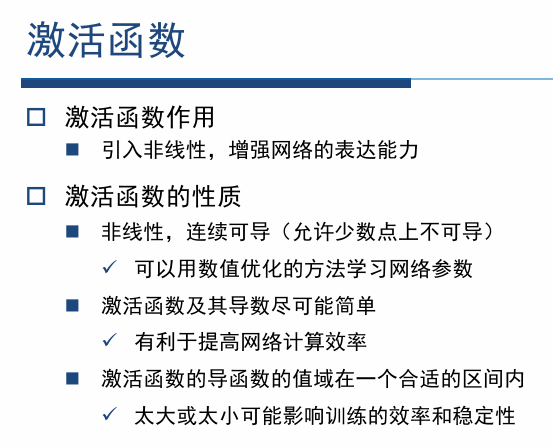 激活函数
激活函数作用
引入非线性，增强网络的表达能力
激活函数的性质
非线性，连续可导（允许少数点上不可导）
可以用数值优化的方法学习网络参数
激活函数及其导数尽可能简单
有利于提高网络计算效率
激活函数的导函数的值域在一个合适的区间内
太大或太小可能影响训练的效率和稳定性